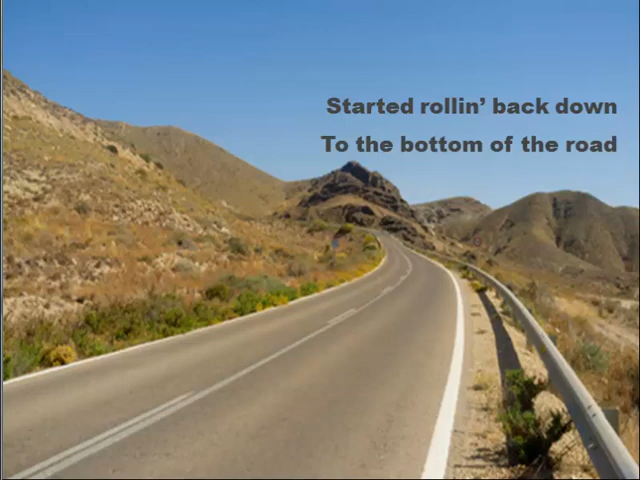 Started rollin’ back down
To the bottom of the road